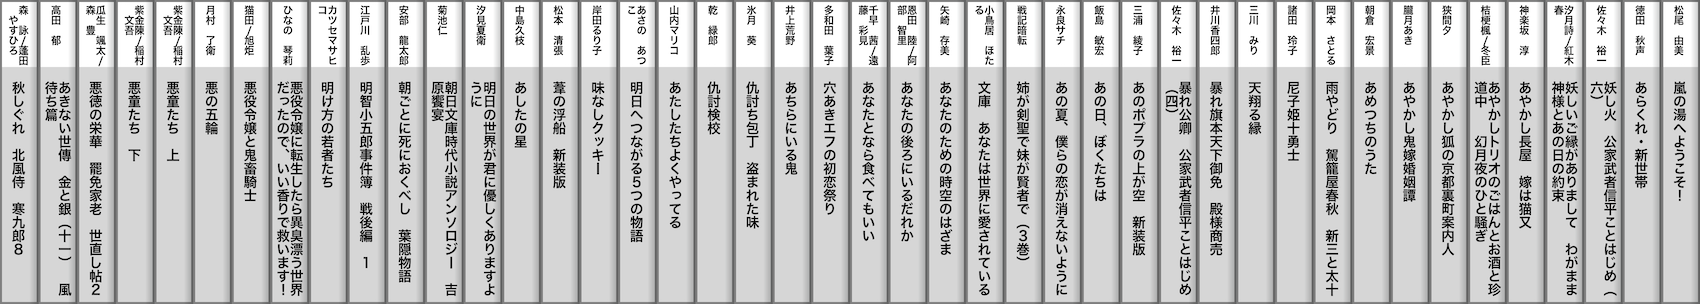 松尾　由美
嵐の湯へようこそ！
徳田　秋声
あらくれ・新世帯
佐々木　裕一
妖し火　公家武者信平ことはじめ（
六）
汐月詩/紅木
春
妖しいご縁がありまして　わがまま
神様とあの日の約束
神楽坂　淳
あやかし長屋　嫁は猫又
桔梗楓/冬臣
あやかしトリオのごはんとお酒と珍
道中　　幻月夜のひと騒ぎ
狭間夕
あやかし狐の京都裏町案内人
朧月あき
あやかし鬼嫁婚姻譚
朝倉　宏景
あめつちのうた
岡本　さとる
雨やどり　駕籠屋春秋　新三と太十
諸田　玲子
尼子姫十勇士
三川　みり
天翔る縁
井川香四郎
暴れ旗本天下御免　殿様商売
佐々木　裕一
暴れ公卿　公家武者信平ことはじめ
（四）
三浦　綾子
あのポプラの上が空　新装版
飯島　敏宏
あの日、ぼくたちは
永良サチ
あの夏、僕らの恋が消えないように
戦記暗転
姉が剣聖で妹が賢者で（３巻）
小鳥居　ほた
る
文庫　あなたは世界に愛されている
矢崎　存美
あなたのための時空のはざま
恩田　陸/阿
部　智里
あなたの後ろにいるだれか
千早　茜/遠
藤　彩見
あなたとなら食べてもいい
多和田　葉子
穴あきエフの初恋祭り
井上荒野
あちらにいる鬼
氷月　葵
仇討ち包丁　盗まれた味
乾　緑郎
仇討検校
山内マリコ
あたしたちよくやってる
あさの　あつ
こ
明日へつながる５つの物語
岸田るり子
味なしクッキー
松本　清張
葦の浮船　新装版
中島久枝
あしたの星
汐見夏衛
明日の世界が君に優しくありますよ
うに
菊池仁
朝日文庫時代小説アンソロジー　吉
原饗宴
安部　龍太郎
朝ごとに死におくべし　葉隠物語
江戸川　乱歩
明智小五郎事件簿　戦後編　１
カツセマサヒ
コ
明け方の若者たち
ひなの　琴莉
悪役令嬢に転生したら異臭漂う世界
だったので、いい香りで救います！
猫田/旭炬
悪役令嬢と鬼畜騎士
月村　了衛
悪の五輪
紫金陳/稲村
文吾
悪童たち　上
紫金陳/稲村
文吾
悪童たち　下
瓜生　颯太/
森　豊
悪徳の栄華　罷免家老　世直し帖２
高田　郁
あきない世傳　金と銀（十一）　風
待ち篇
森　詠/蓬田
やすひろ
秋しぐれ　北風侍　寒九郎８